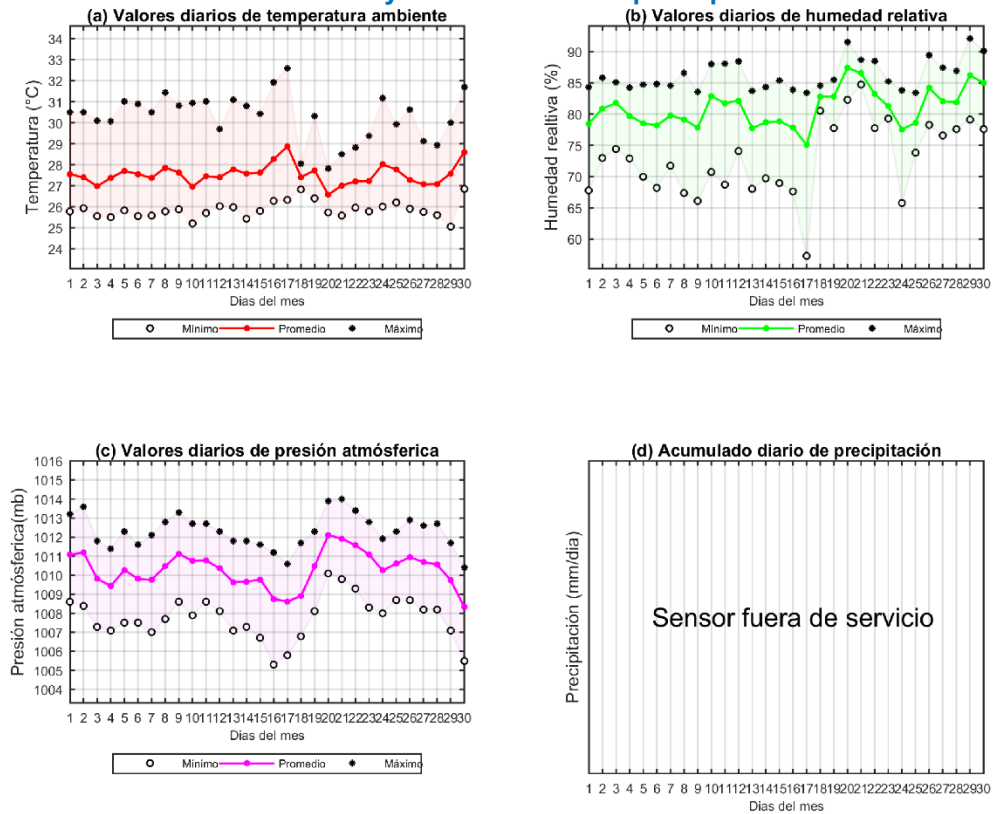 (a) Valores diarios de temperatura ambiente
34
33
32
31
30
29
28
27
26
25
24
Temperatura (°C)
1 2 3 4 5 6 7 8 9 10 11 12 13 14 15 16 17 18 19 20 21 22 23 24 25 26 27 28 29 30
Dias del mes
Mínimo Promedio Máximo
(b) Valores diarios de humedad relativa
90
85
80
75
70
65
60
Humedad realtiva (%)
1 2 3 4 5 6 7 8 9 10 11 12 13 14 15 16 17 18 19 20 21 22 23 24 25 26 27 28 29 30
Dias del mes
Mínimo Promedio Máximo
(c) Valores diarios de presión atmósferica
1016
1015
1014
1013
1012
1011
1010
1009
1008
1007
1006
1005
1004
Presión atmósferica(mb)
1 2 3 4 5 6 7 8 9 10 11 12 13 14 15 16 17 18 19 20 21 22 23 24 25 26 27 28 29 30
Dias del mes
Mínimo Promedio Máximo
(d) Acumulado diario de precipitación
Precipitación (mm/dia)
Sensor fuera de servicio
1 2 3 4 5 6 7 8 9 10 11 12 13 14 15 16 17 18 19 20 21 22 23 24 25 26 27 28 29 30
Dias del mes